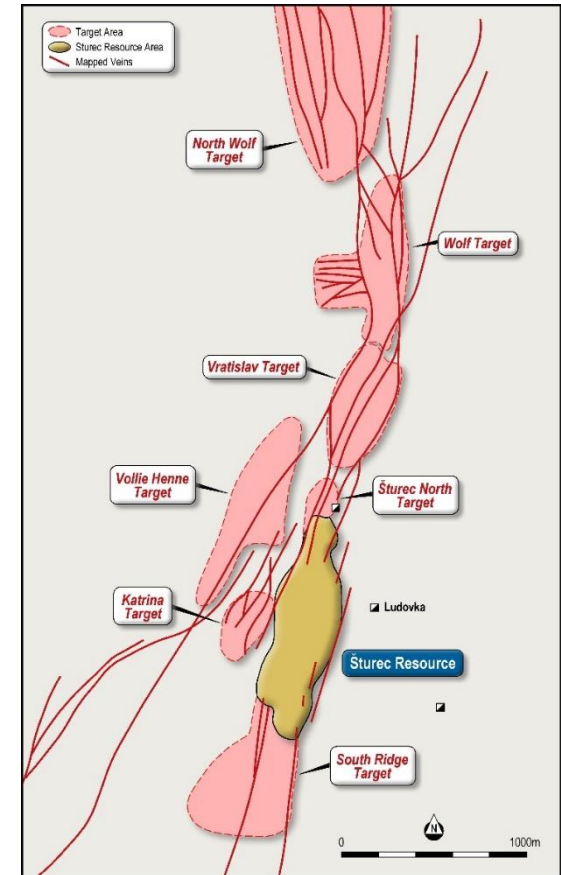 Target Area
Sturec Resource Area
Mapped Veins
North Wolf
Target
Wolf Target
Vratislav Target
Vollie Henne
Target
Šturec North
Target
Katrina
Target
Ludovka
Šturec Resource
South Ridge
Target
N
0
1000m